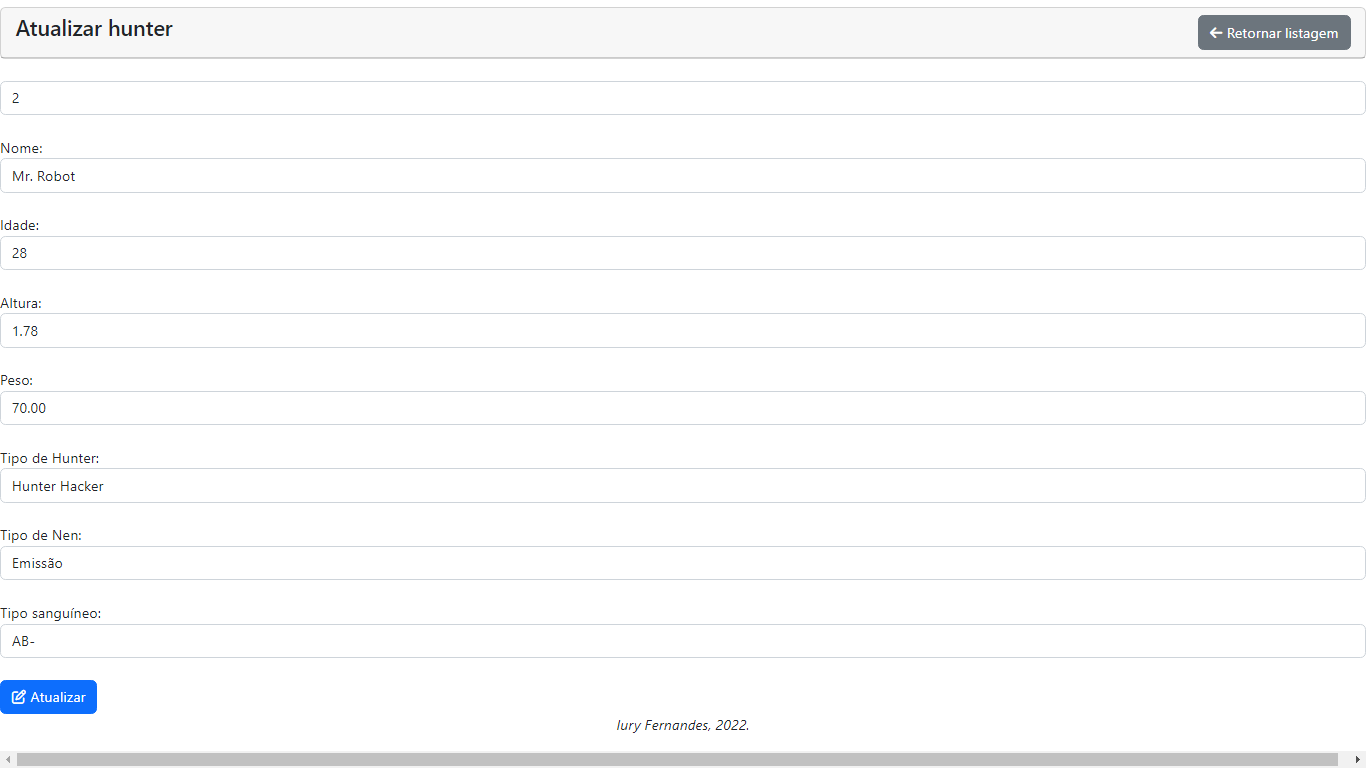 Atualizar hunter
Retornar listagem
2
Nome:
Mr. Robot
Idade:
28
Altura:
1.78
Peso:
70.00
Tipo de Hunter:
Hunter Hacker
Tipo de Nen:
Emissão
Tipo sanguíneo:
AB-
Atualizar
Iury Fernandes, 2022.